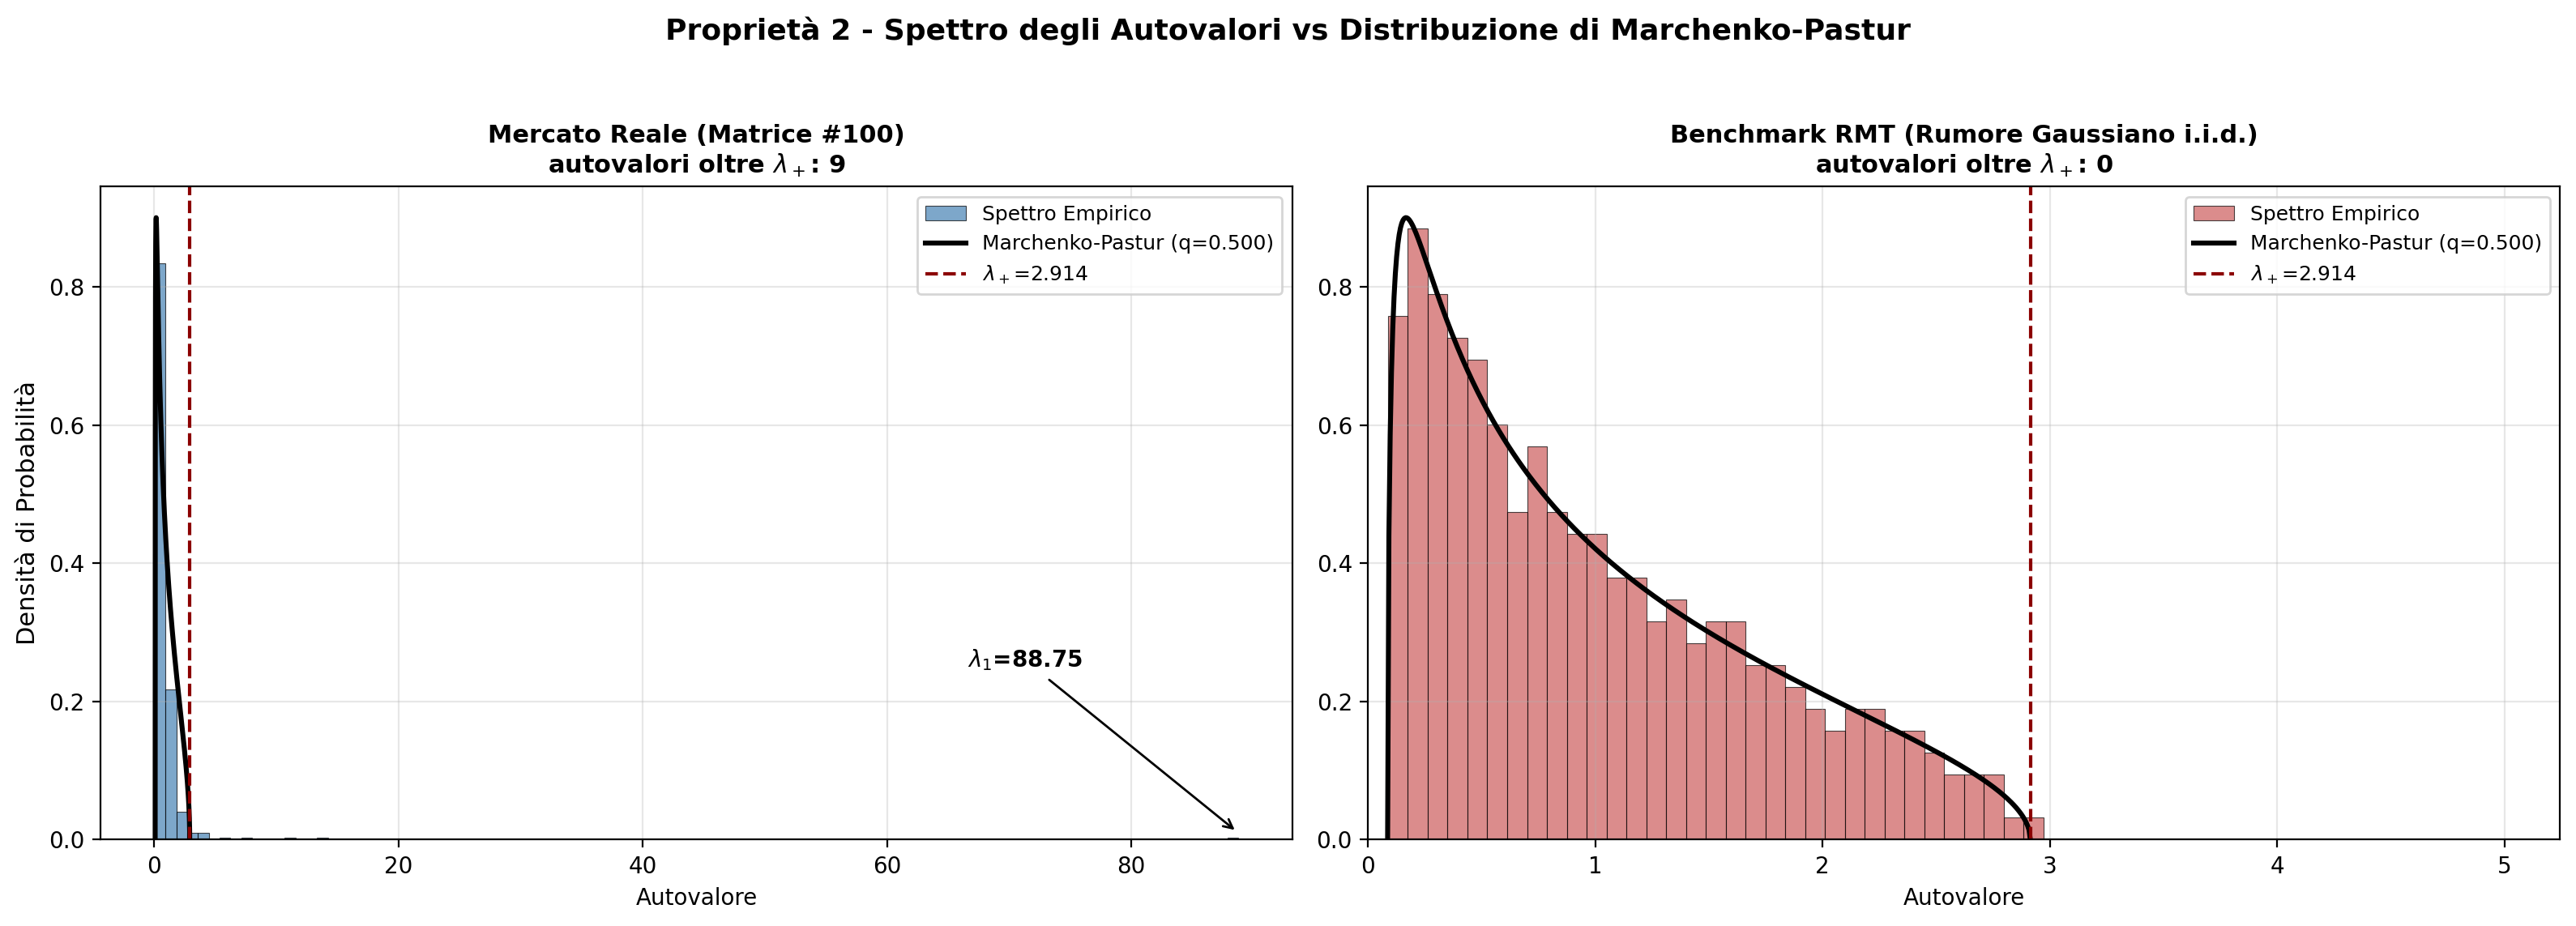 Proprietà 2 - Spettro degli Autovalori vs Distribuzione di Marchenko-Pastur
Mercato Reale (Matrice #100)
autovalori oltre λ₊: 9
Spettro Empirico
Marchenko-Pastur (q=0.500)
λ₊=2.914
λ₁=88.75
Densità di Probabilità
0.8
0.6
0.4
0.2
0.0
0 20 40 60 80
Autovalore
Benchmark RMT (Rumore Gaussiano i.i.d.)
autovalori oltre λ₊: 0
Spettro Empirico
Marchenko-Pastur (q=0.500)
λ₊=2.914
0.8
0.6
0.4
0.2
0.0
0 1 2 3 4 5
Autovalore